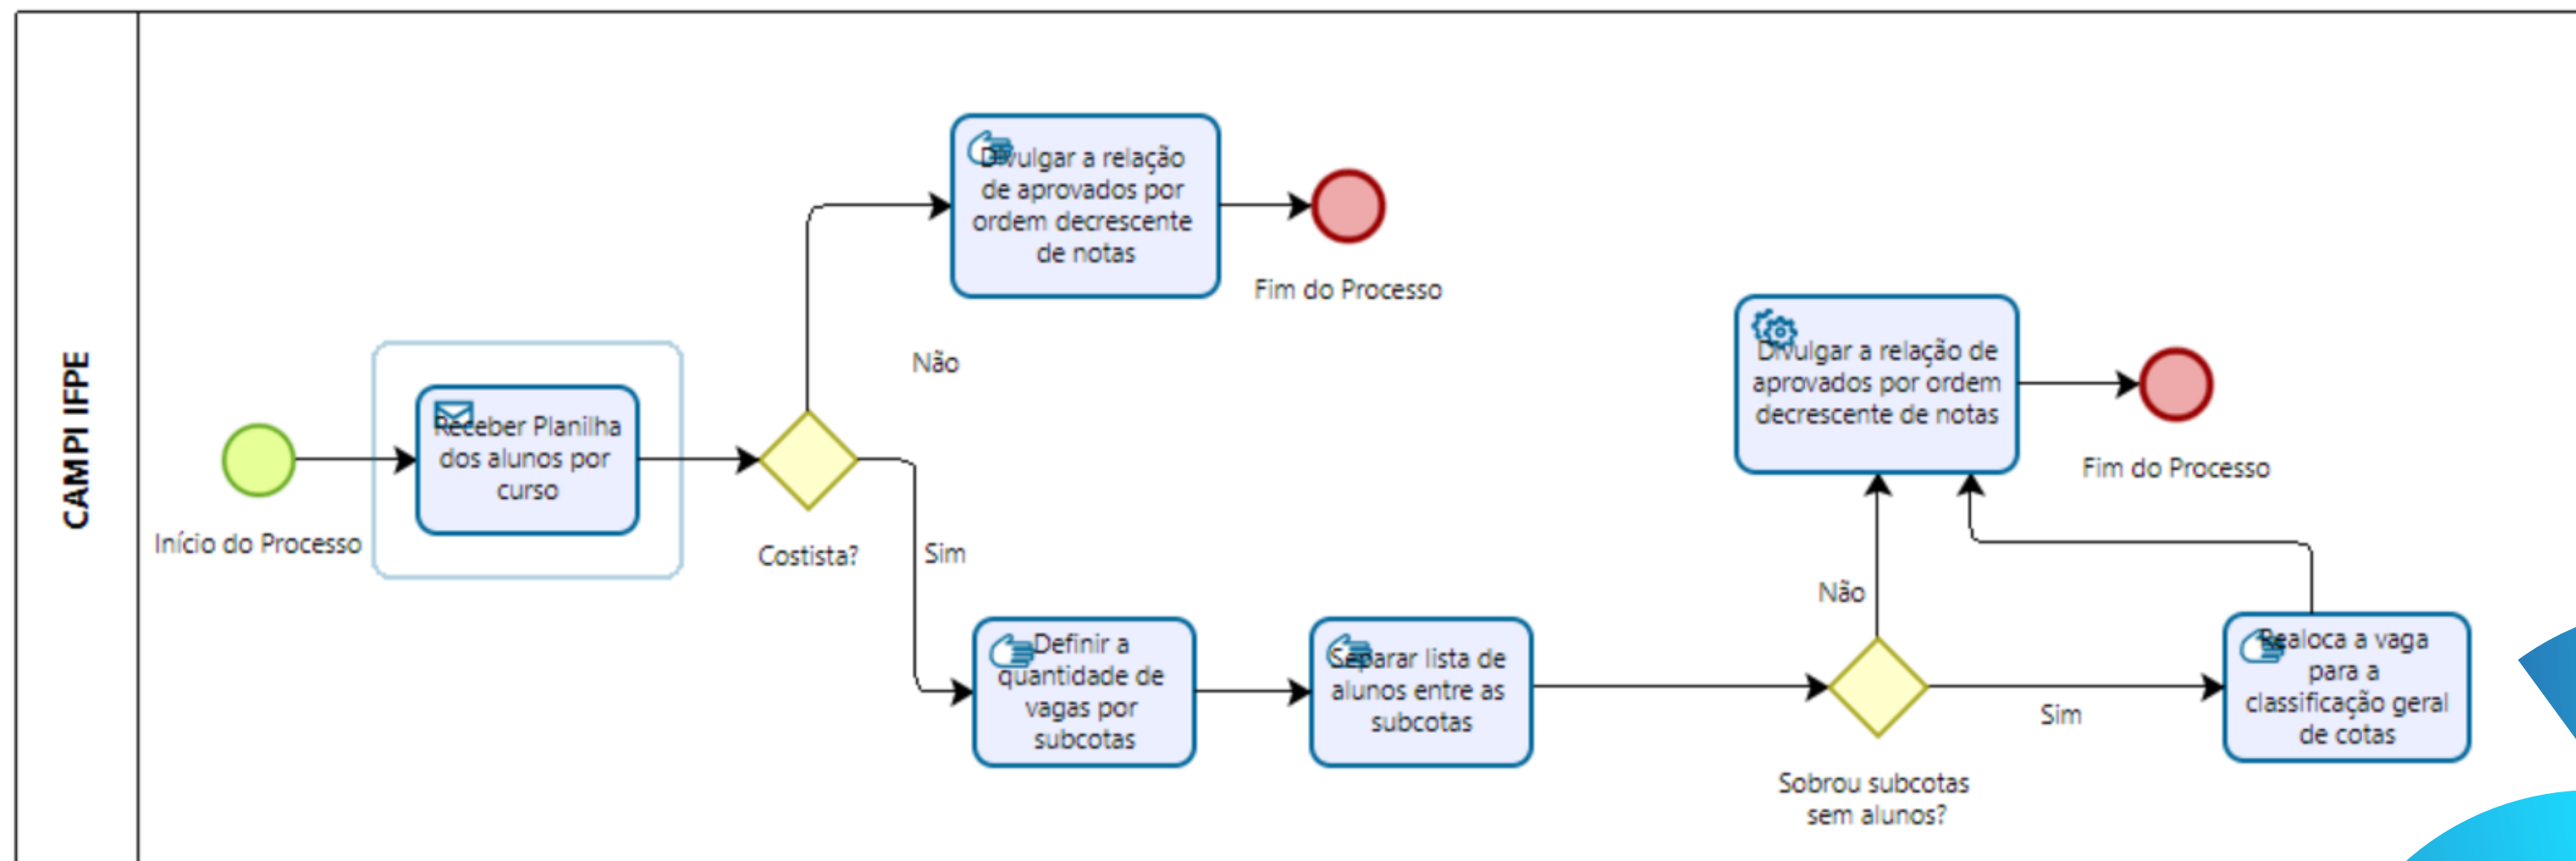 CAMPI IFPE
Início do Processo
Receber Planilha
dos alunos por
curso
Costista?
Não
Divulgar a relação
de aprovados por
ordem decrescente
de notas
Fim do Processo
Sim
Definir a
quantidade de
vagas por
subcotas
Separar lista de
alunos entre as
subcotas
Sobrou subcotas
sem alunos?
Não
Divulgar a relação de
aprovados por ordem
decrescente de notas
Fim do Processo
Sim
Realoca a vaga
para a
classificação geral
de cotas